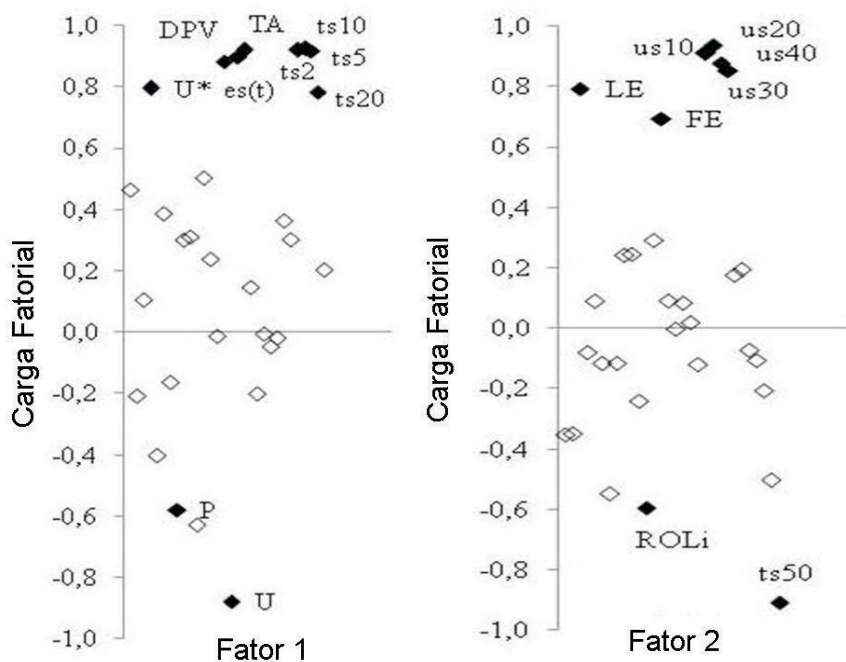 1,0
DPV TA ts10
ts5
ts2
U* es(t)
ts20
0,8
0,6
0,4
0,2
0,0
-0,2
-0,4
-0,6
-0,8
-1,0
P
U
Carga Fatorial
Fator 1
1,0
us20
us10
us40
us30
LE
FE
0,8
0,6
0,4
0,2
0,0
-0,2
-0,4
-0,6
-0,8
-1,0
ROLi
ts50
Carga Fatorial
Fator 2